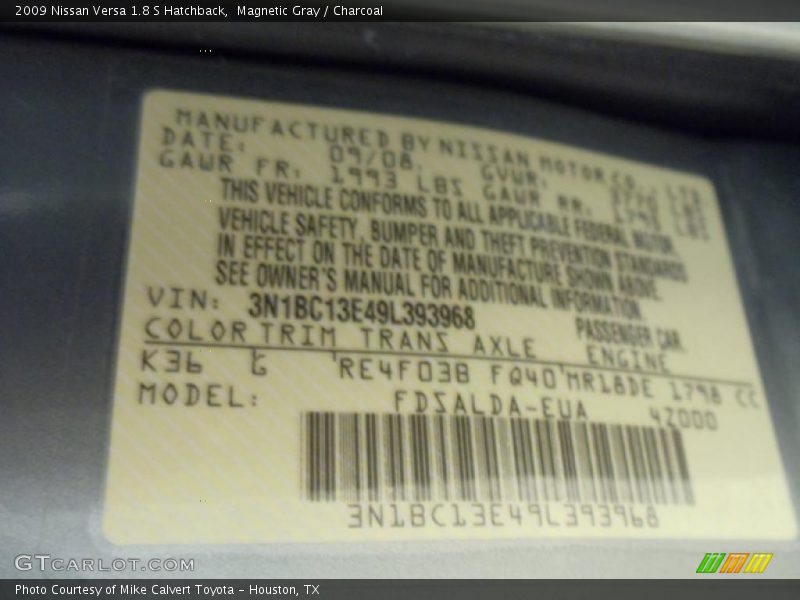 2009 Nissan Versa 1.8 S Hatchback,  Magnetic Gray / Charcoal
MANUFACTURED BY NISSAN MOTOR CO., LTD
DATE: 09/08 GVWR: LBS
GAWR FR: 1993 LBS GAWR RR: LBS
THIS VEHICLE CONFORMS TO ALL APPLICABLE FEDERAL MOTOR
VEHICLE SAFETY, BUMPER AND THEFT PREVENTION STANDARDS
IN EFFECT ON THE DATE OF MANUFACTURE SHOWN ABOVE.
SEE OWNER'S MANUAL FOR ADDITIONAL INFORMATION.
VIN: 3N1BC13E49L393968 PASSENGER CAR
COLOR TRIM TRANS AXLE ENGINE
K36 G RE4F03B FQ40 MR18DE 1798 CC
MODEL: FDSALDA-EUA 4Z000
3N1BC13E49L393968
GTCARLOT.COM
Photo Courtesy of Mike Calvert Toyota - Houston, TX